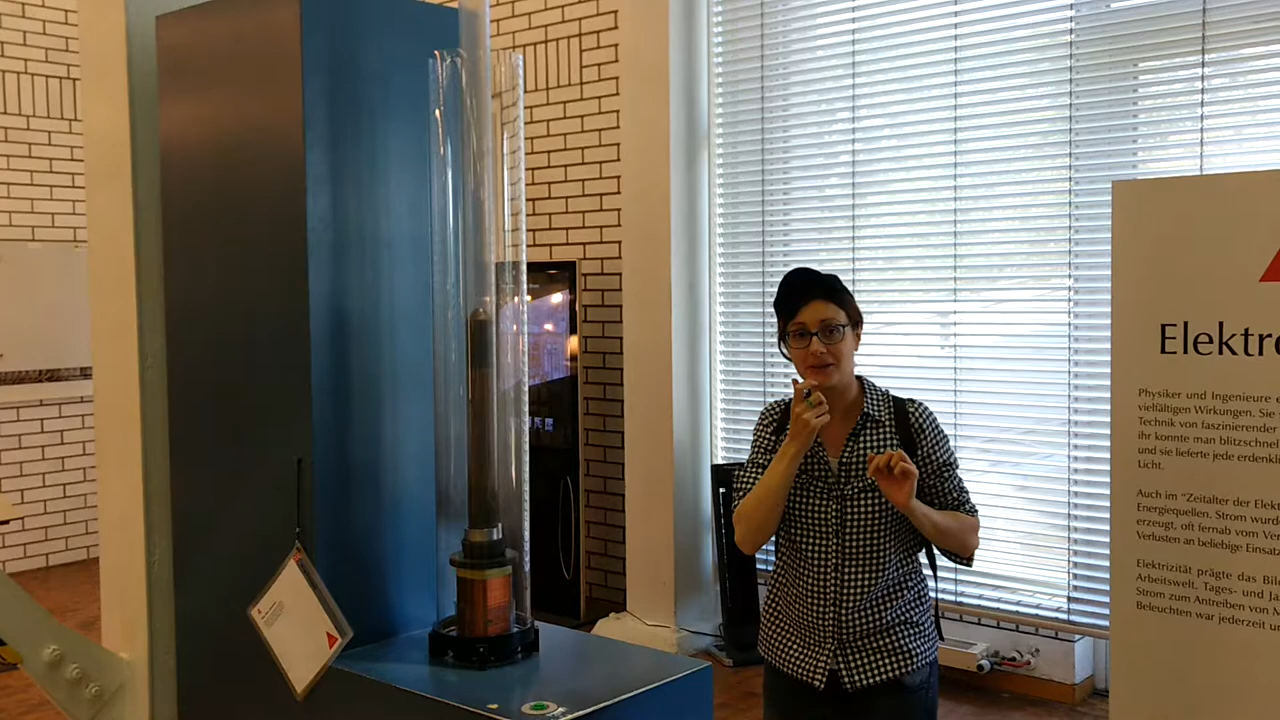 Elektro
Physiker und Ingenieure
vielfältigen Wirkungen. Sie
Technik von faszinierender
ihr konnte man blitzschnel
und sie lieferte jede erdenkli
Licht.
Auch im "Zeitalter der Elek
Energiequellen. Strom wurd
erzeugt, oft fernab vom Ver
Verlusten an beliebige Einsat
Elektrizität prägte das Bil
Arbeitswelt. Tages- und Ja
Strom zum Antreiben von
Beleuchten war jederzeit u